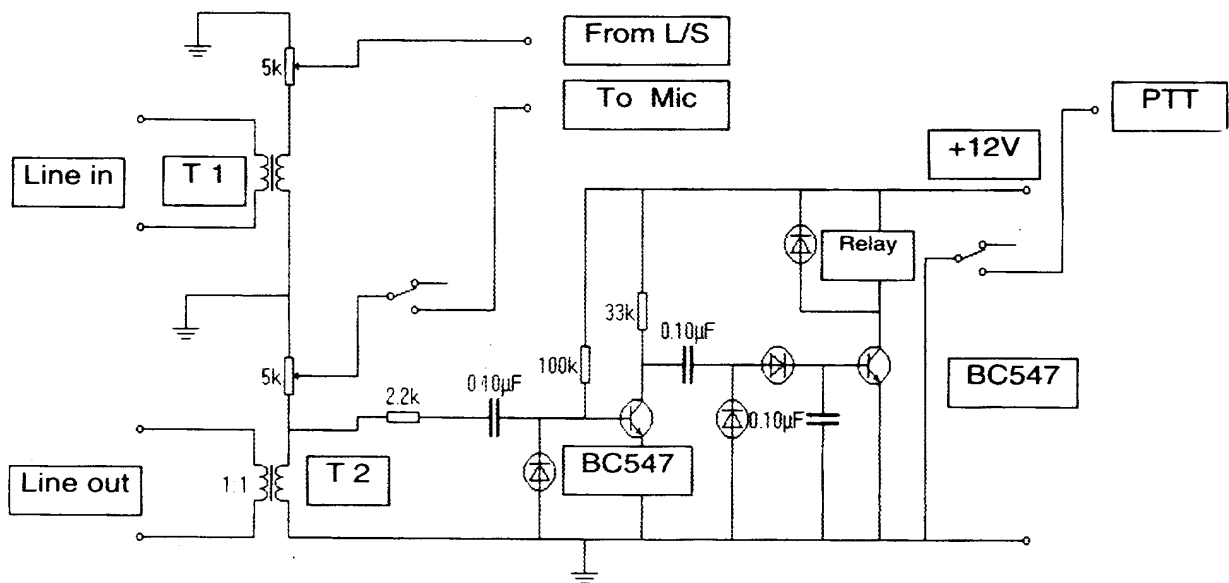 From L/S
5k
To Mic
PTT
+12V
Line in
T 1
Relay
33k
0.10µF
100k
5k
BC547
2.2k
0.10µF
0.10µF
BC547
T 2
Line out
1:1